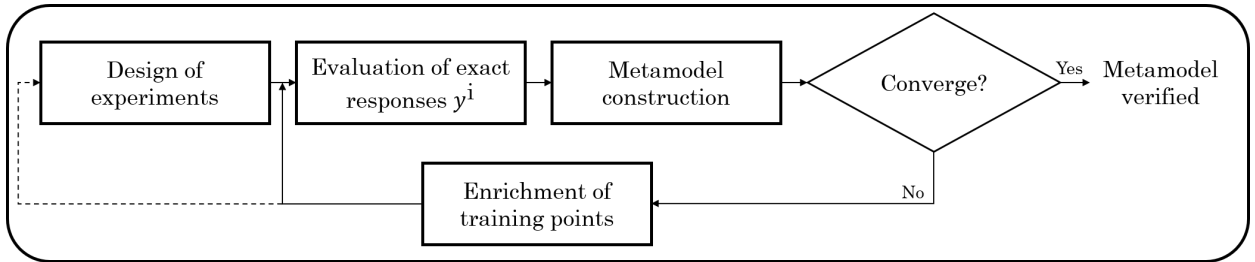 Design of
experiments
Evaluation of exact
responses yⁱ
Metamodel
construction
Converge?
Yes
Metamodel
verified
No
Enrichment of
training points